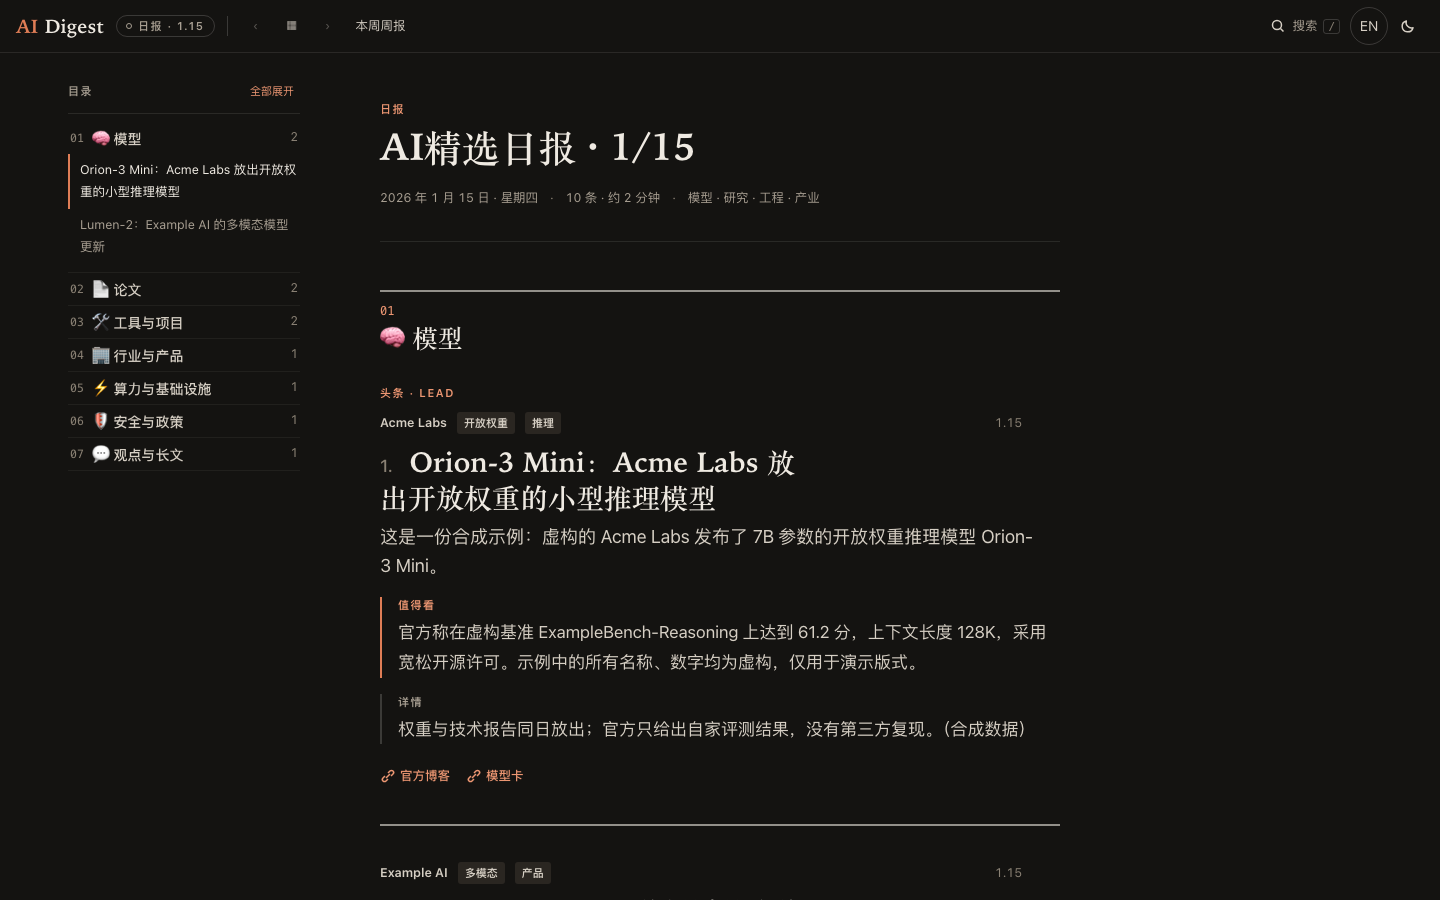 AI Digest
日报 · 1.15
‹
›
本周周报
搜索 /
EN
目录
全部展开
01 模型 2
Orion-3 Mini：Acme Labs 放出开放权
重的小型推理模型
Lumen-2：Example AI 的多模态模型
更新
02 论文 2
03 工具与项目 2
04 行业与产品 1
05 算力与基础设施 1
06 安全与政策 1
07 观点与长文 1
日报
AI精选日报 · 1/15
2026 年 1 月 15 日 · 星期四 · 10 条 · 约 2 分钟 · 模型 · 研究 · 工程 · 产业
01
模型
头条 · LEAD
Acme Labs 开放权重 推理 1.15
1. Orion-3 Mini：Acme Labs 放
出开放权重的小型推理模型
这是一份合成示例：虚构的 Acme Labs 发布了 7B 参数的开放权重推理模型 Orion-
3 Mini。
值得看
官方称在虚构基准 ExampleBench-Reasoning 上达到 61.2 分，上下文长度 128K，采用
宽松开源许可。示例中的所有名称、数字均为虚构，仅用于演示版式。
详情
权重与技术报告同日放出；官方只给出自家评测结果，没有第三方复现。（合成数据）
官方博客 模型卡
Example AI 多模态 产品 1.15